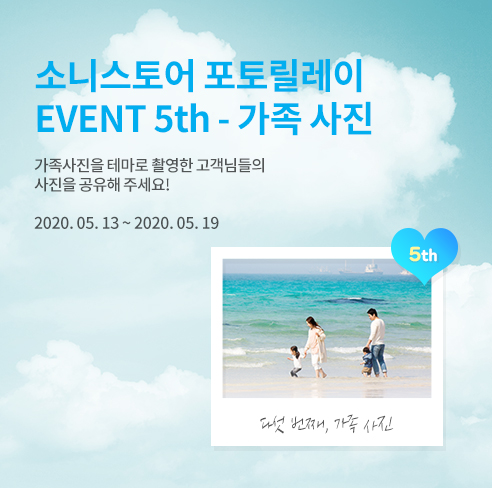 소니스토어 포토릴레이
EVENT 5th - 가족 사진
가족사진을 테마로 촬영한 고객님들의
사진을 공유해 주세요!
2020. 05. 13 ~ 2020. 05. 19
5th
다섯 번째, 가족 사진